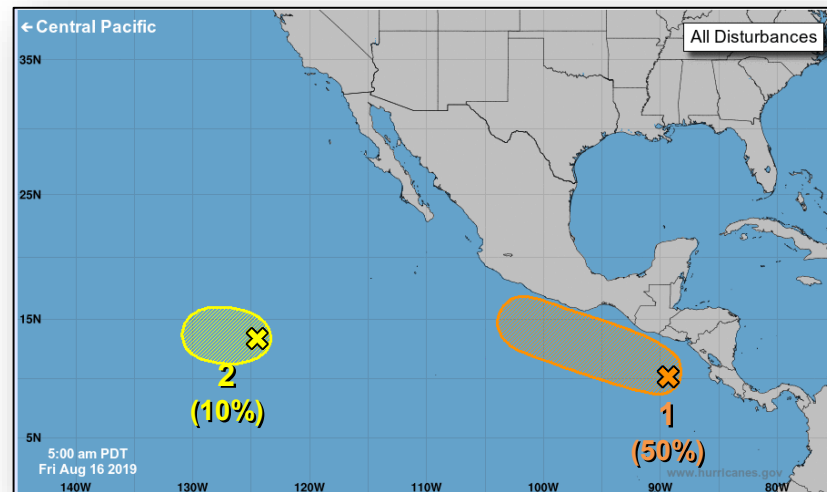 ← Central Pacific
All Disturbances
35N
25N
15N
5N
2
(10%)
1
(50%)
5:00 am PDT
Fri Aug 16 2019
www.hurricanes.gov
140W 130W 120W 110W 100W 90W 80W